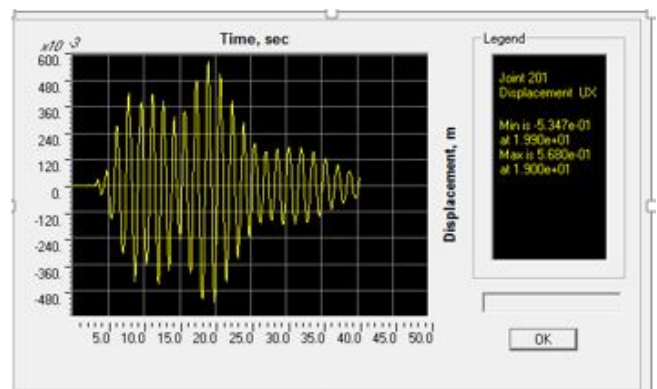 Time, sec
x10 -3
600.
480.
360.
240.
120.
0.
-120.
-240.
-360.
-480.
5.0 10.0 15.0 20.0 25.0 30.0 35.0 40.0 45.0 50.0
Displacement, m
Legend
Joint 201
Displacement UX
Min is -5.347e-01
at 1.990e+01
Max is 5.680e-01
at 1.900e+01
OK